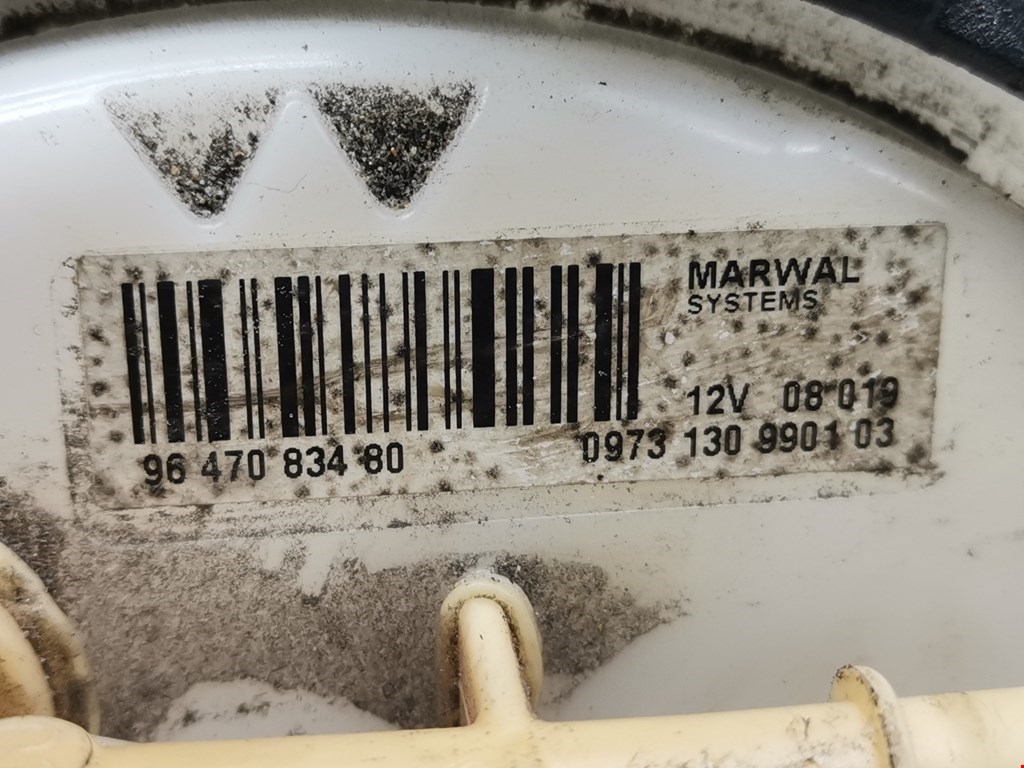 MARWAL
SYSTEMS
12V 08 019
96 470 834 80
0973 130 9901 03